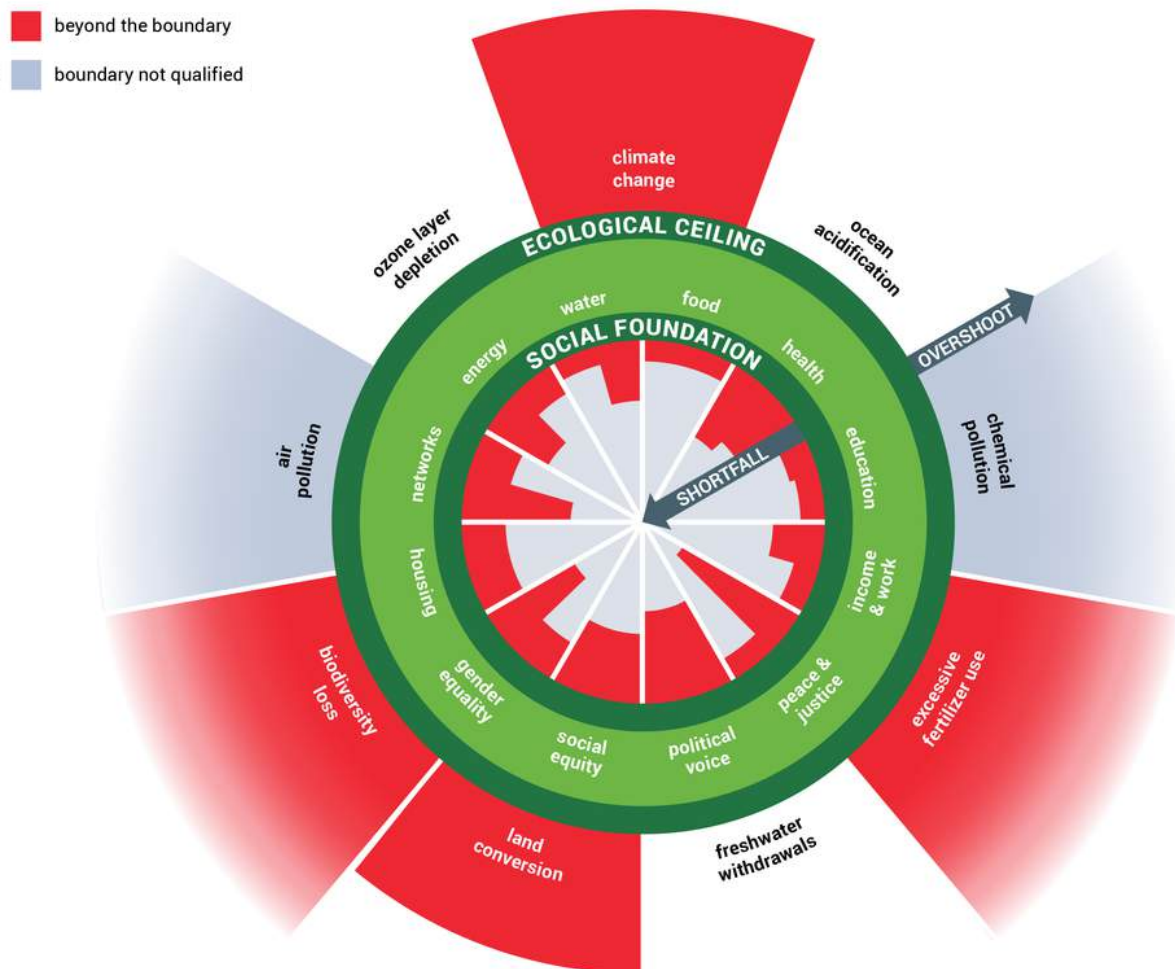 beyond the boundary
boundary not qualified
climate
change
ozone layer
depletion
ECOLOGICAL CEILING
ocean
acidification
water
food
OVERSHOOT
SOCIAL FOUNDATION
energy
health
air
pollution
networks
SHORTFALL
education
chemical
pollution
housing
income
& work
biodiversity
loss
gender
equality
peace &
justice
excessive
fertilizer use
social
equity
political
voice
land
conversion
freshwater
withdrawals